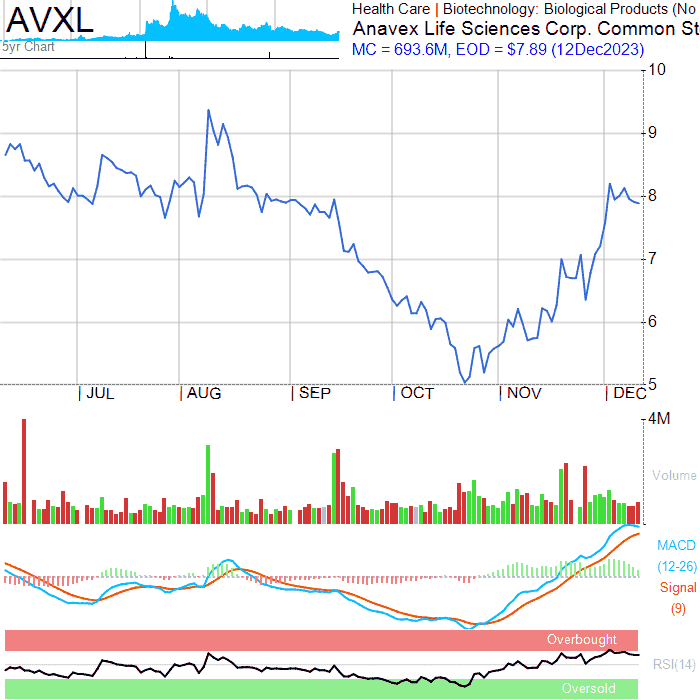 AVXL
5yr Chart
Health Care | Biotechnology: Biological Products (No
Anavex Life Sciences Corp. Common St
MC = 693.6M, EOD = $7.89 (12Dec2023)
10
9
8
7
6
5
JUL AUG SEP OCT NOV DEC
4M
Volume
MACD
(12-26)
Signal
(9)
Overbought
RSI(14)
Oversold